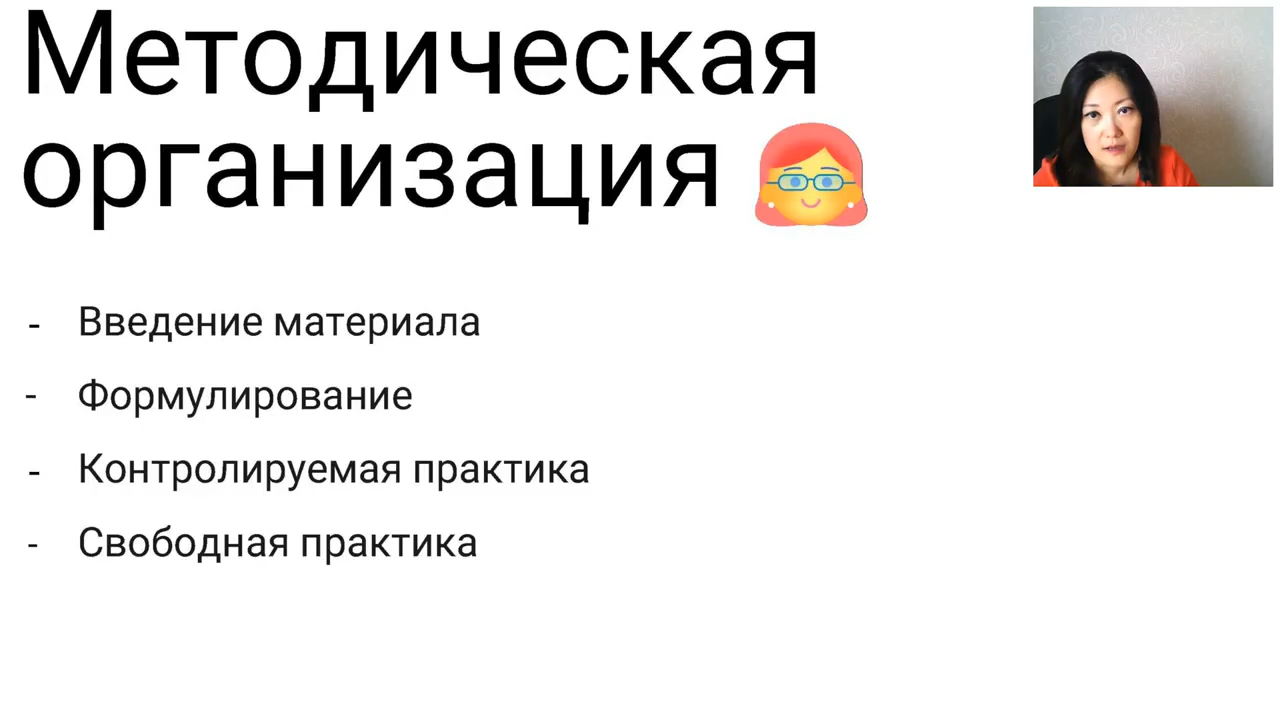 Методическая
организация
- Введение материала
- Формулирование
- Контролируемая практика
- Свободная практика